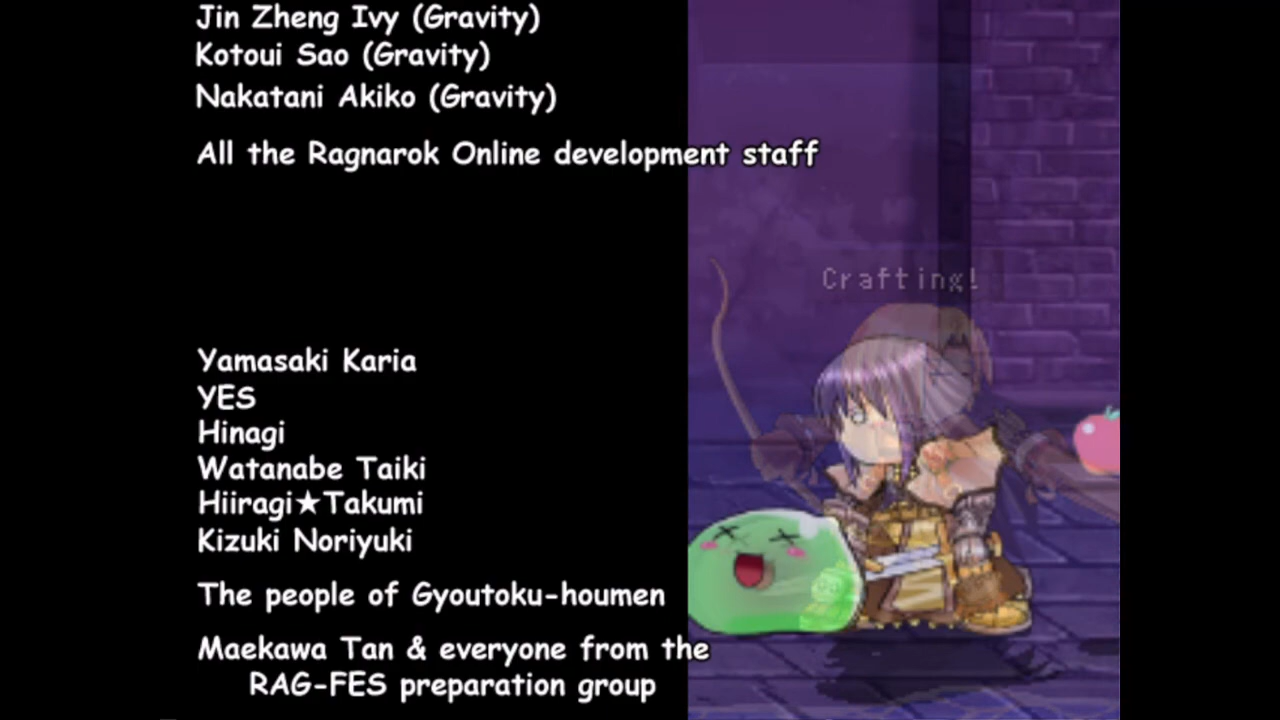 Jin Zheng Ivy (Gravity)
Kotoui Sao (Gravity)
Nakatani Akiko (Gravity)
All the Ragnarok Online development staff
Crafting!
Yamasaki Karia
YES
Hinagi
Watanabe Taiki
Hiiragi★Takumi
Kizuki Noriyuki
The people of Gyoutoku-houmen
Maekawa Tan & everyone from the
RAG-FES preparation group